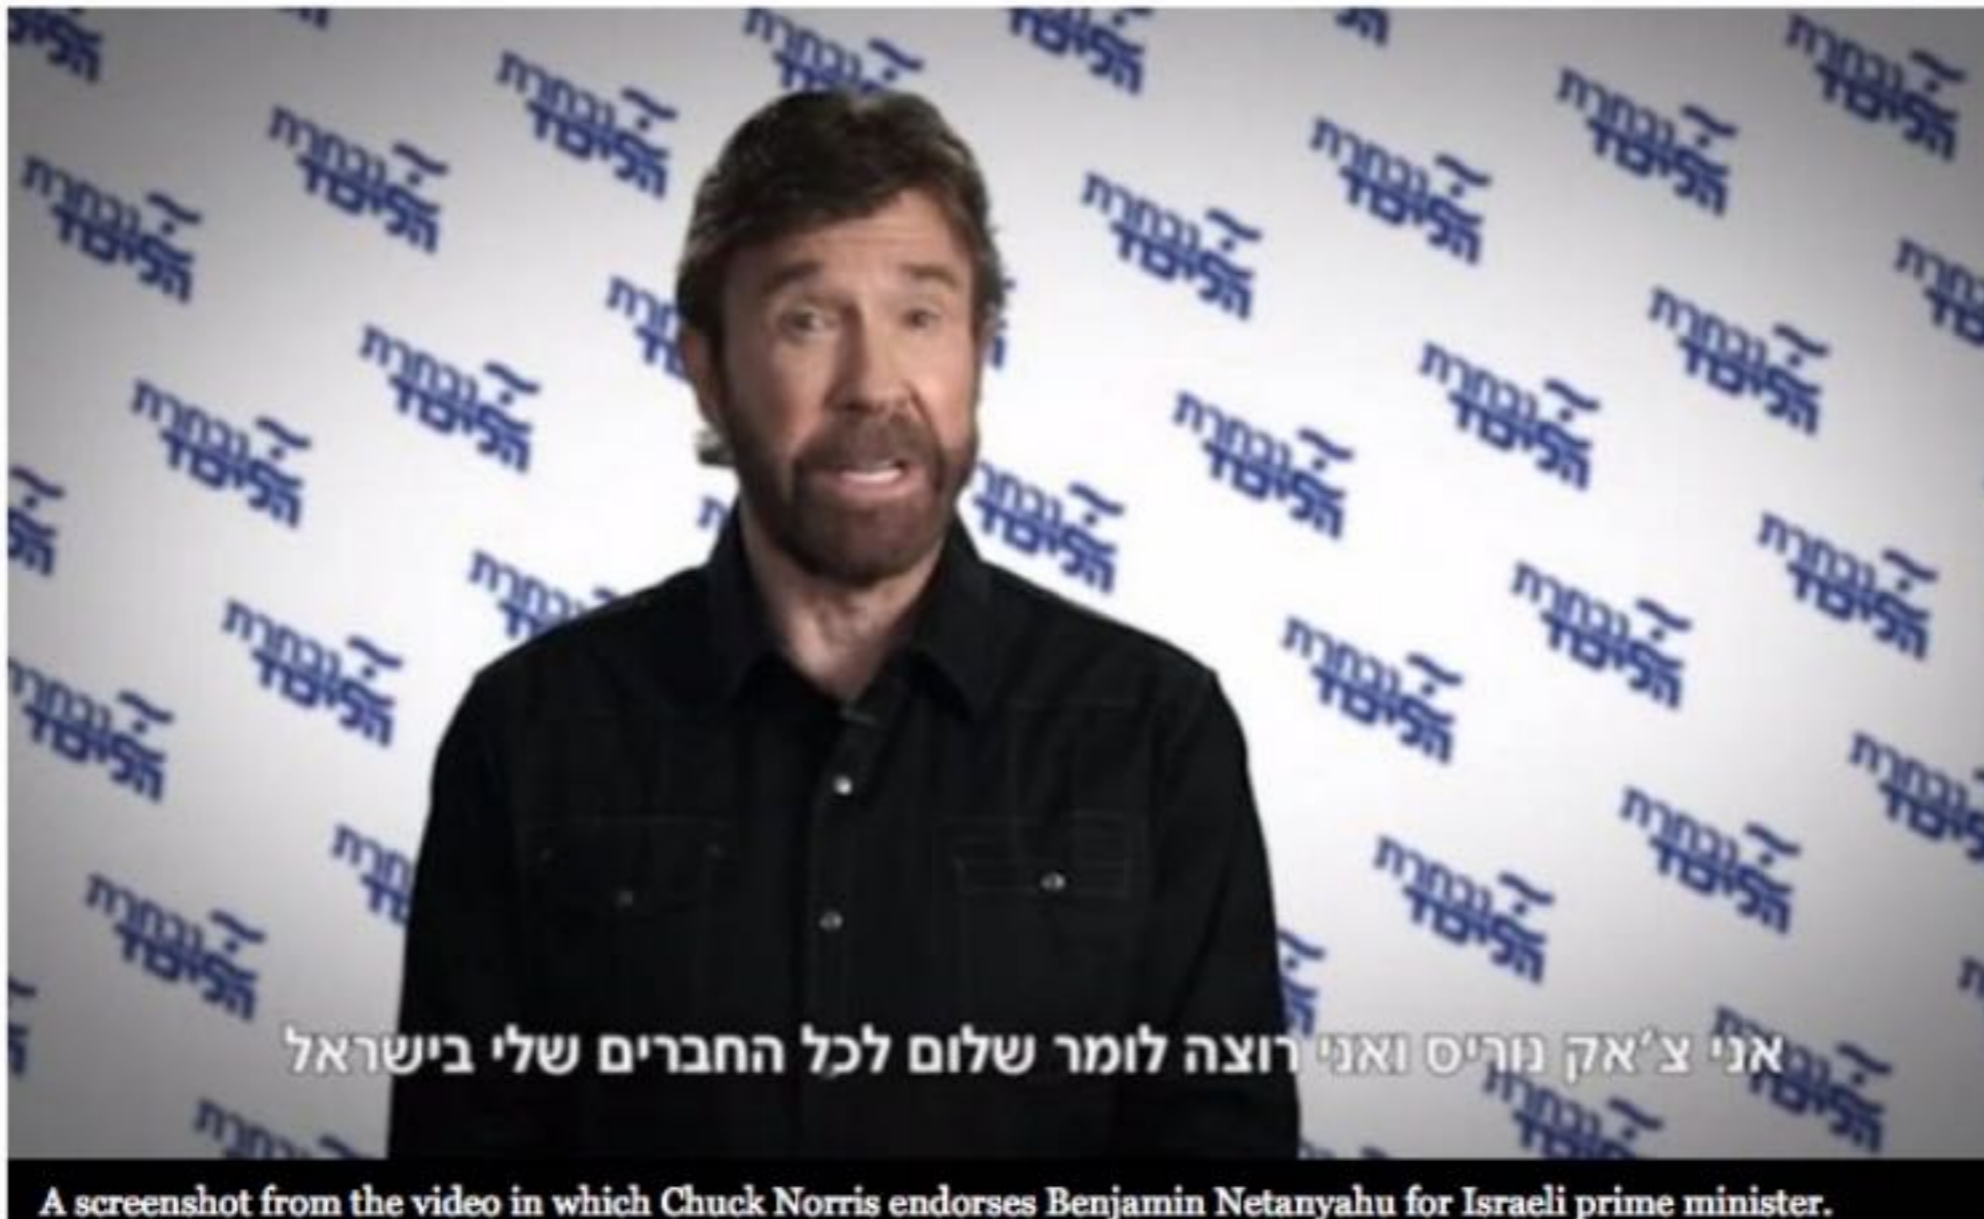 נבחרת
הליכוד
אני צ'אק נוריס ואני רוצה לומר שלום לכל החברים שלי בישראל
A screenshot from the video in which Chuck Norris endorses Benjamin Netanyahu for Israeli prime minister.